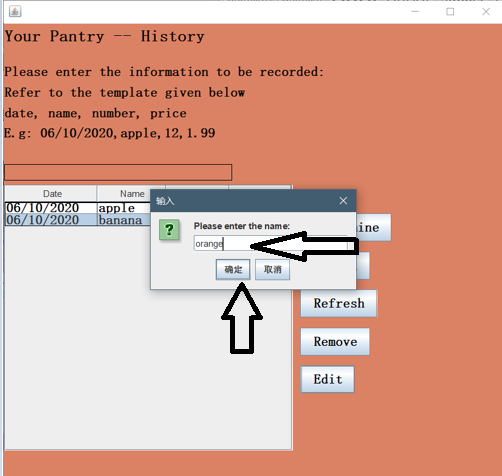 Your Pantry -- History
Please enter the information to be recorded:
Refer to the template given below
date, name, number, price
E.g: 06/10/2020,apple,12,1.99
Date Name
06/10/2020 apple
06/10/2020 banana
输入
Please enter the name:
orange
确定 取消
Refresh
Remove
Edit